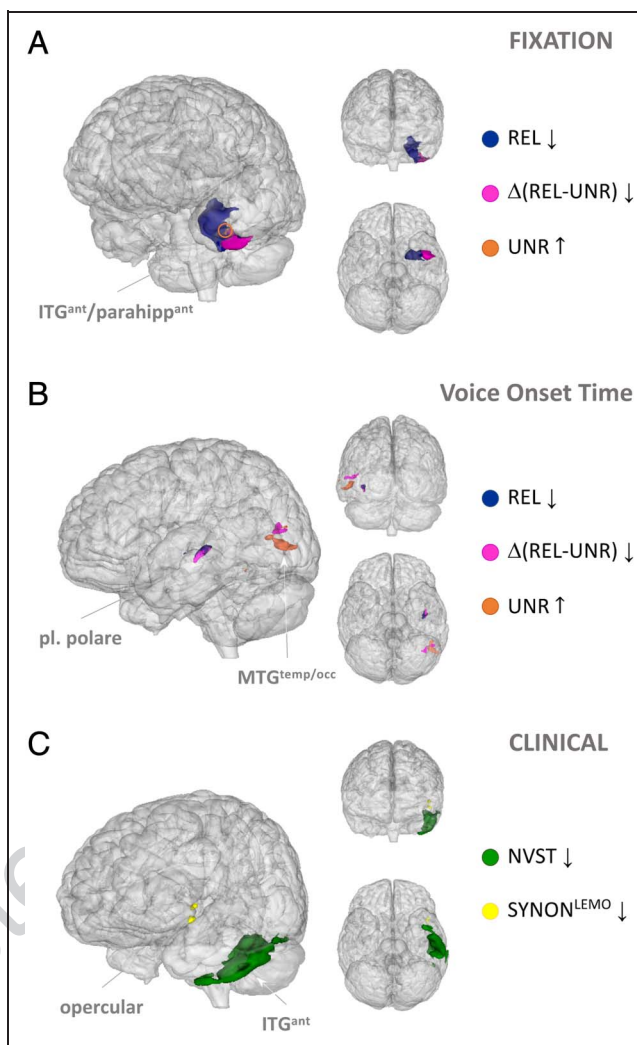 A
FIXATION
REL ↓
Δ(REL-UNR) ↓
UNR ↑
ITGᵃⁿᵗ/parahippᵃⁿᵗ
B
Voice Onset Time
REL ↓
Δ(REL-UNR) ↓
UNR ↑
pl. polare
MTGᵗᵉᵐᵖ/ᵒᶜᶜ
C
CLINICAL
NVST ↓
SYNONᴸᴱᴹᴼ ↓
opercular
ITGᵃⁿᵗ